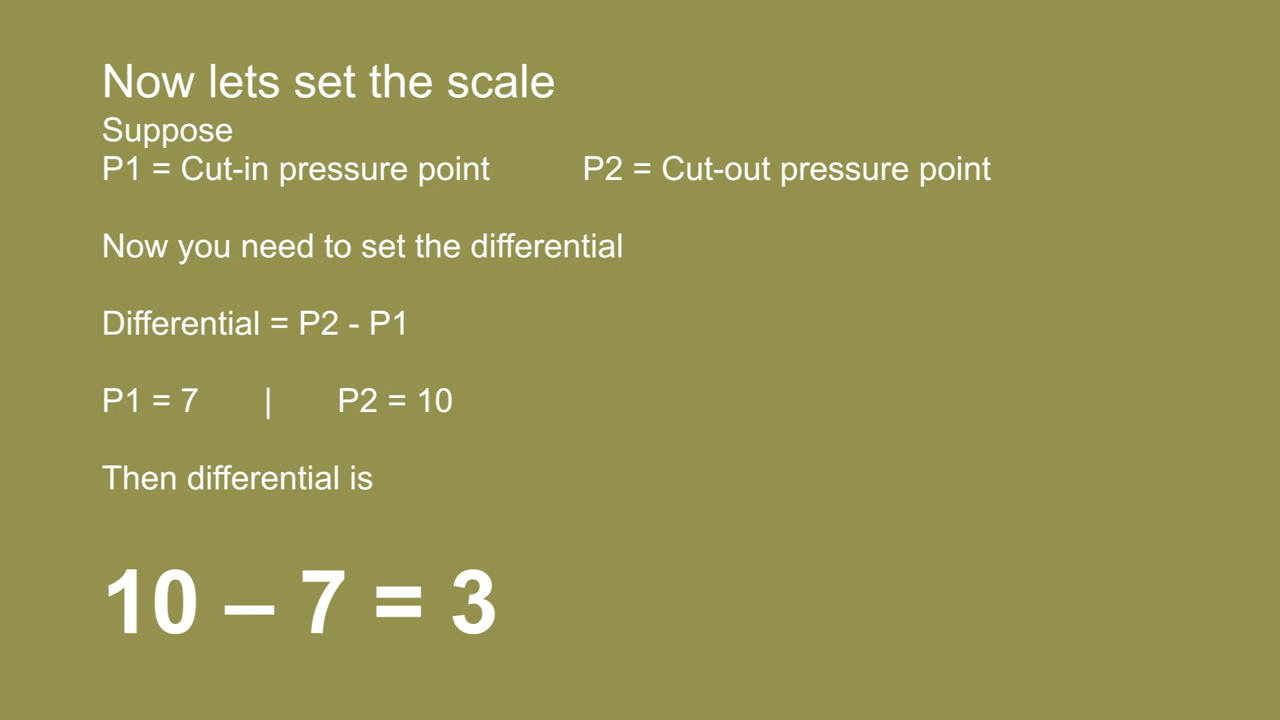 Now lets set the scale
Suppose
P1 = Cut-in pressure point P2 = Cut-out pressure point
Now you need to set the differential
Differential = P2 - P1
P1 = 7 | P2 = 10
Then differential is
10 – 7 = 3